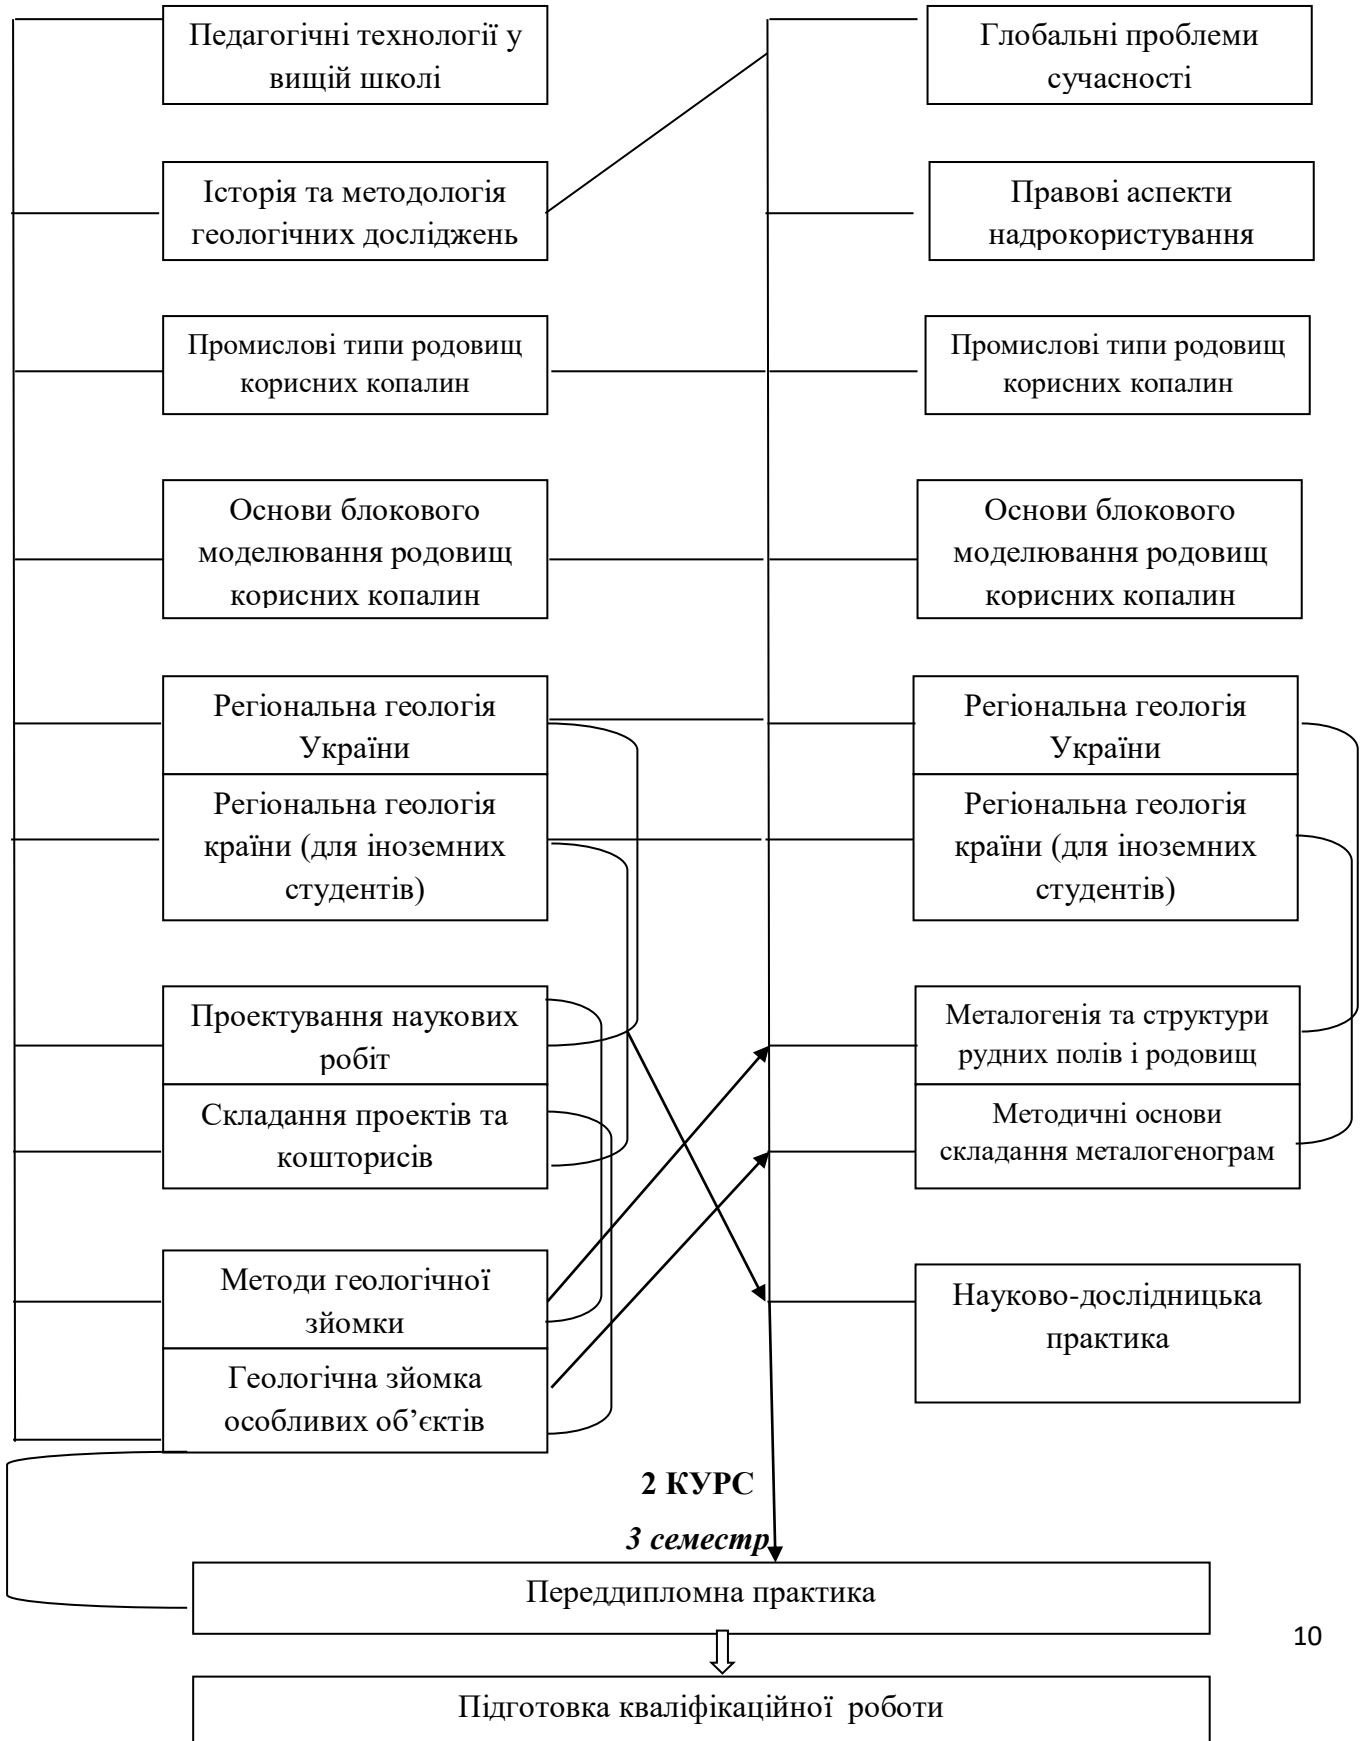 Педагогічні технології у
вищій школі
Глобальні проблеми
сучасності
Історія та методологія
геологічних досліджень
Правові аспекти
надрокористування
Промислові типи родовищ
корисних копалин
Промислові типи родовищ
корисних копалин
Основи блокового
моделювання родовищ
корисних копалин
Основи блокового
моделювання родовищ
корисних копалин
Регіональна геологія
України
Регіональна геологія
України
Регіональна геологія
країни (для іноземних
студентів)
Регіональна геологія
країни (для іноземних
студентів)
Проектування наукових
робіт
Металогенія та структури
рудних полів і родовищ
Складання проектів та
кошторисів
Методичні основи
складання металогенограм
Методи геологічної
зйомки
Науково-дослідницька
практика
Геологічна зйомка
особливих об’єктів
2 КУРС
3 семестр
Переддипломна практика
10
Підготовка кваліфікаційної роботи